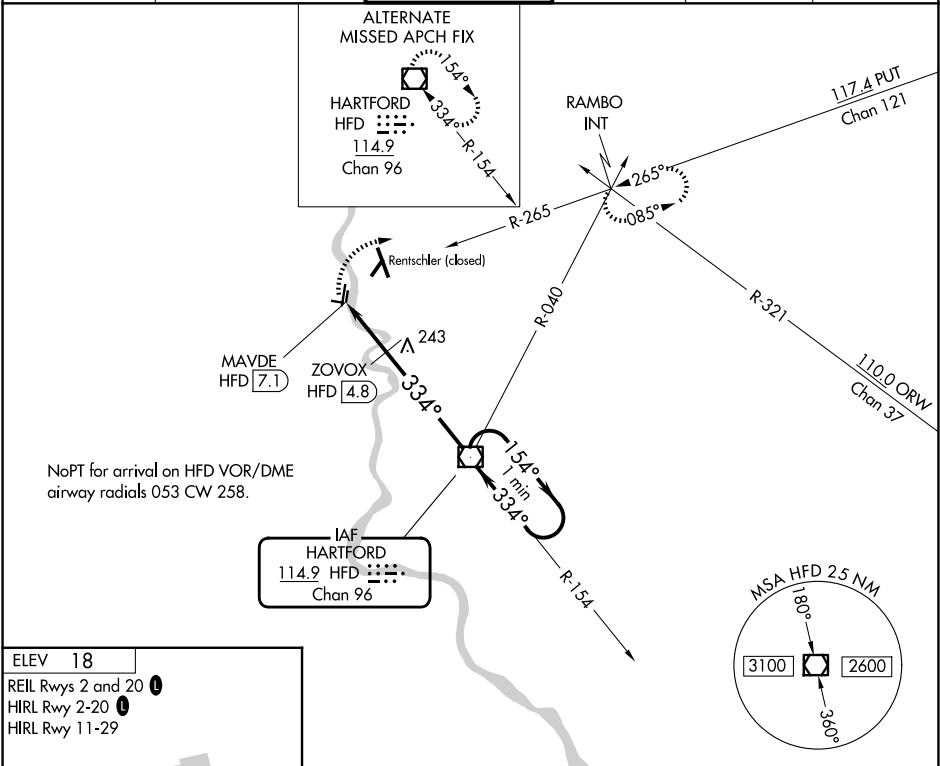 ALTERNATE
MISSED APCH FIX
154°
334°
HARTFORD
HFD
114.9
Chan 96
R-154
RAMBO
INT
117.4 PUT
Chan 121
265°
085°
R-265
Rentschler (closed)
R-040
R-321
110.0 ORW
Chan 37
MAVDE
HFD 7.1
ZOVOX
HFD 4.8
243
334°
154°
1 min
334°
NoPT for arrival on HFD VOR/DME
airway radials 053 CW 258.
IAF
HARTFORD
114.9 HFD
Chan 96
R-154
MSA HFD 25 NM
180°
3100
2600
360°
ELEV 18
REIL Rwys 2 and 20 L
HIRL Rwy 2-20 L
HIRL Rwy 11-29